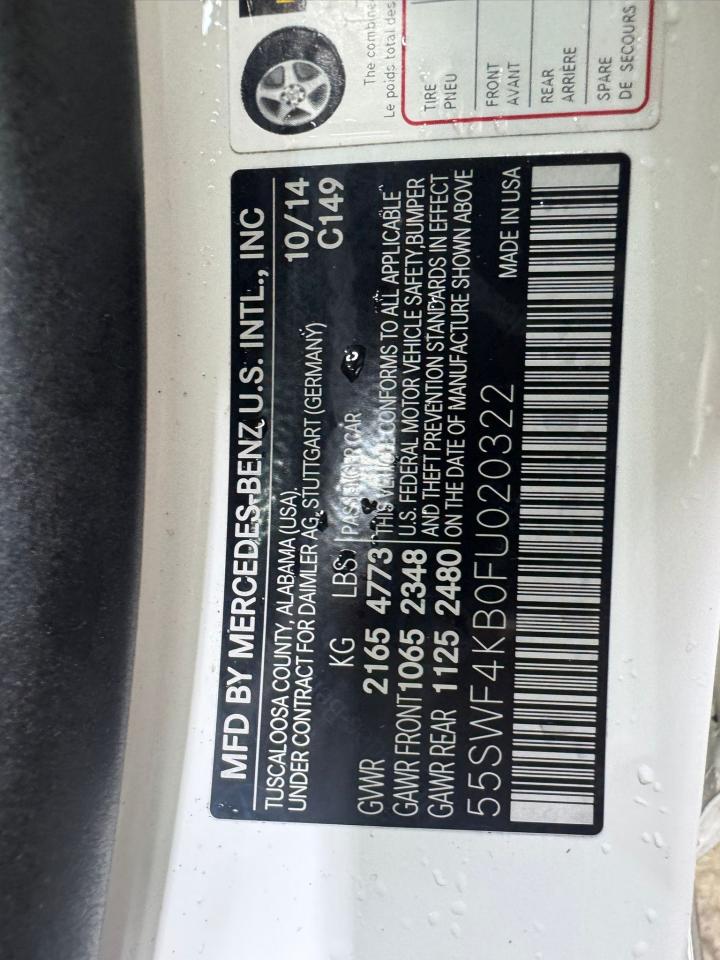 The combine
Le poids total des
TIRE
PNEU
FRONT
AVANT
REAR
ARRIÈRE
SPARE
DE SECOURS
MFD BY MERCEDES-BENZ U.S. INTL., INC
TUSCALOOSA COUNTY, ALABAMA (USA).
UNDER CONTRACT FOR DAIMLER AG, STUTTGART (GERMANY)
10/14
C149
KG LBS PASSENGER CAR
GVWR 2165 4773 THIS VEHICLE CONFORMS TO ALL APPLICABLE
GAWR FRONT 1065 2348 U.S. FEDERAL MOTOR VEHICLE SAFETY,BUMPER
GAWR REAR 1125 2480 AND THEFT PREVENTION STANDARDS IN EFFECT
ON THE DATE OF MANUFACTURE SHOWN ABOVE
55SWF4KB0FU020322 MADE IN USA